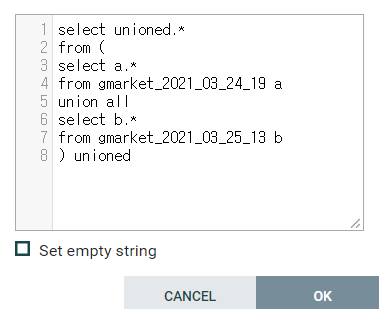 1 select unioned.*
2 from (
3 select a.*
4 from gmarket_2021_03_24_19 a
5 union all
6 select b.*
7 from gmarket_2021_03_25_13 b
8 ) unioned
Set empty string
CANCEL OK